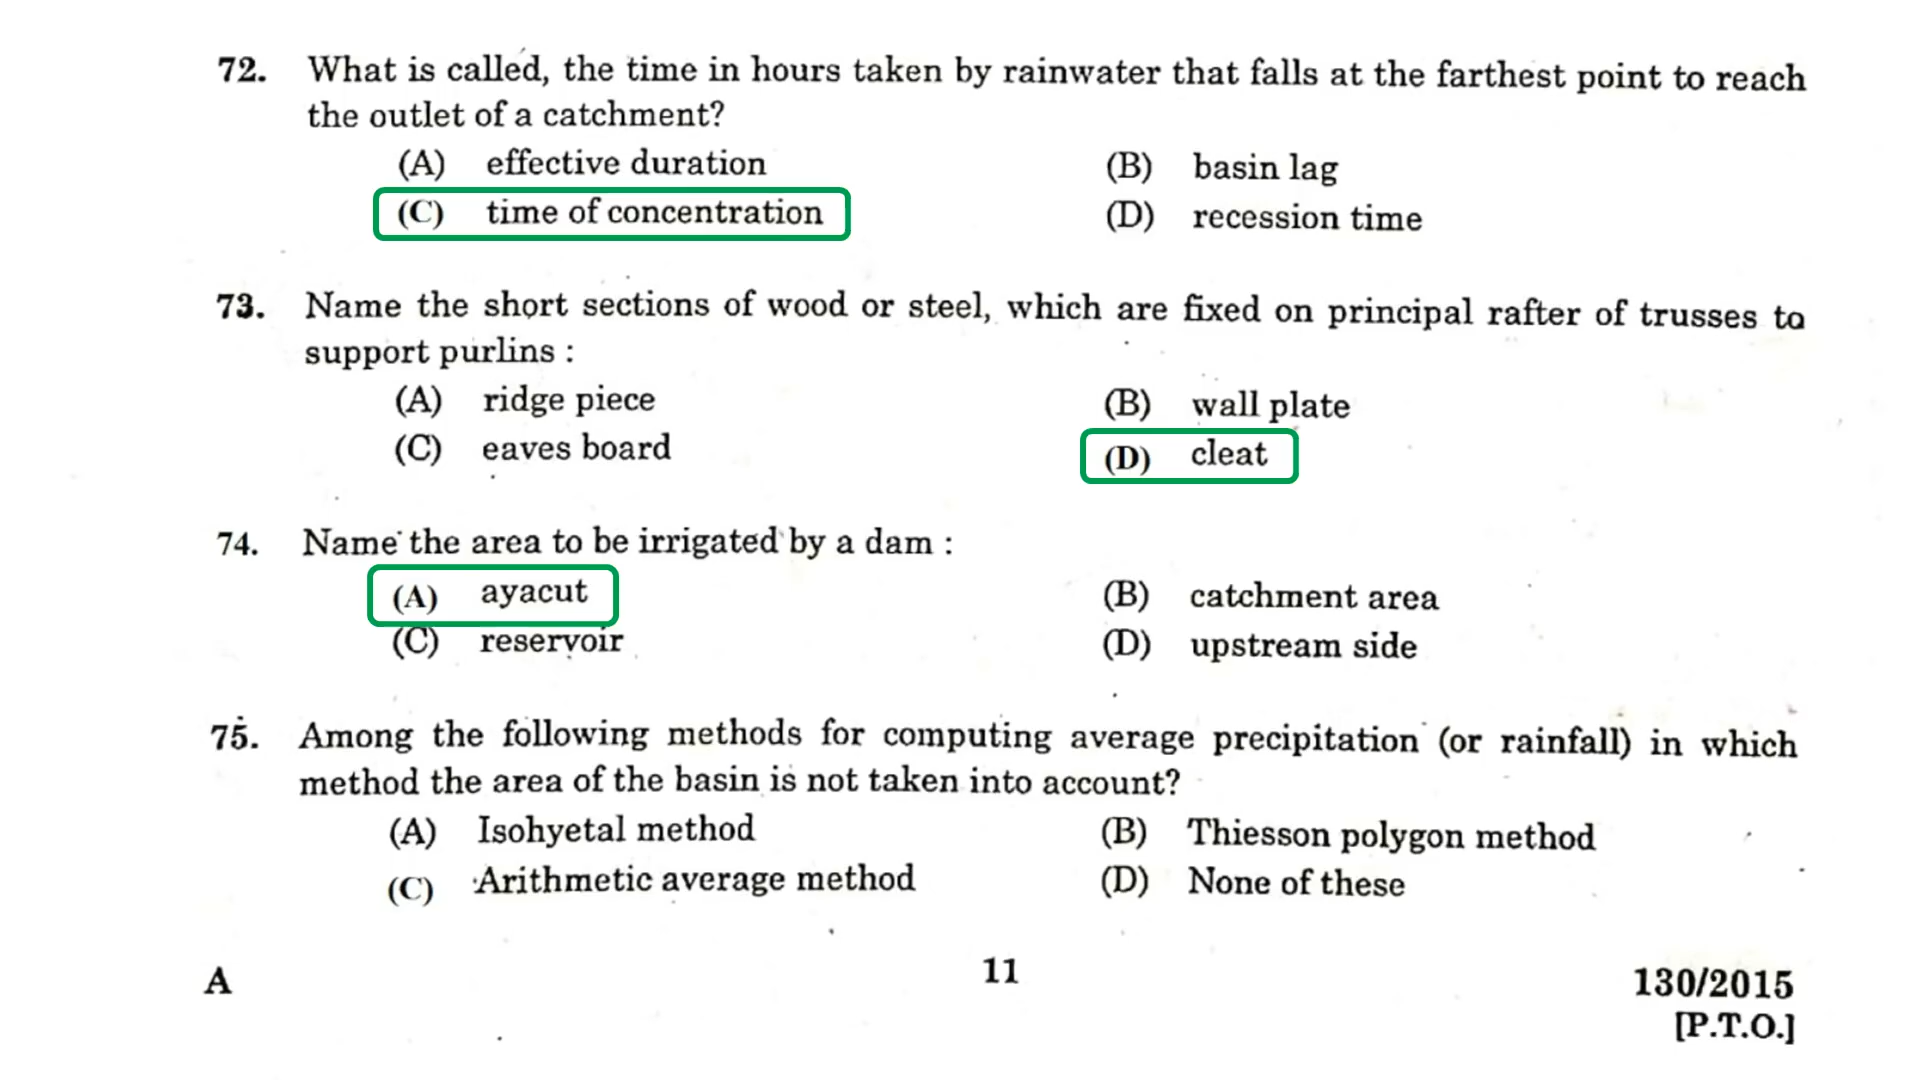 72. What is called, the time in hours taken by rainwater that falls at the farthest point to reach
the outlet of a catchment?
(A) effective duration (B) basin lag
(C) time of concentration (D) recession time
73. Name the short sections of wood or steel, which are fixed on principal rafter of trusses to
support purlins :
(A) ridge piece (B) wall plate
(C) eaves board (D) cleat
74. Name the area to be irrigated by a dam :
(A) ayacut (B) catchment area
(C) reservoir (D) upstream side
75. Among the following methods for computing average precipitation (or rainfall) in which
method the area of the basin is not taken into account?
(A) Isohyetal method (B) Thiesson polygon method
(C) Arithmetic average method (D) None of these
A 11 130/2015
[P.T.O.]